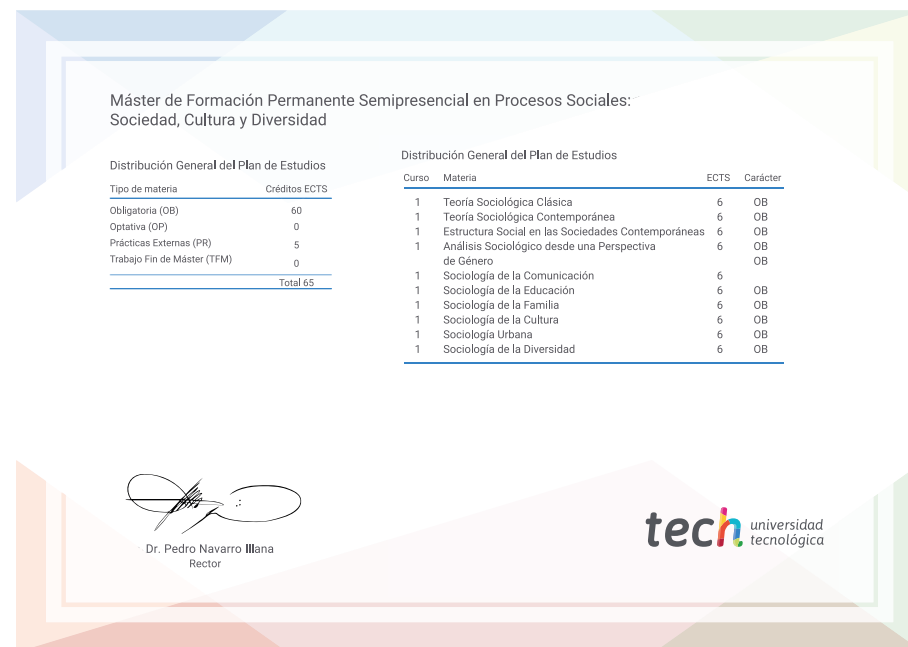 Máster de Formación Permanente Semipresencial en Procesos Sociales:
Sociedad, Cultura y Diversidad
Distribución General del Plan de Estudios
Tipo de materia Créditos ECTS
Obligatoria (OB) 60
Optativa (OP) 0
Prácticas Externas (PR) 5
Trabajo Fin de Máster (TFM) 0
Total 65
Distribución General del Plan de Estudios
Curso Materia ECTS Carácter
1 Teoría Sociológica Clásica 6 OB
1 Teoría Sociológica Contemporánea 6 OB
1 Estructura Social en las Sociedades Contemporáneas 6 OB
1 Análisis Sociológico desde una Perspectiva 6 OB
de Género OB
1 Sociología de la Comunicación 6
1 Sociología de la Educación 6 OB
1 Sociología de la Familia 6 OB
1 Sociología de la Cultura 6 OB
1 Sociología Urbana 6 OB
1 Sociología de la Diversidad 6 OB
Dr. Pedro Navarro Illana
Rector
tech universidad
tecnológica